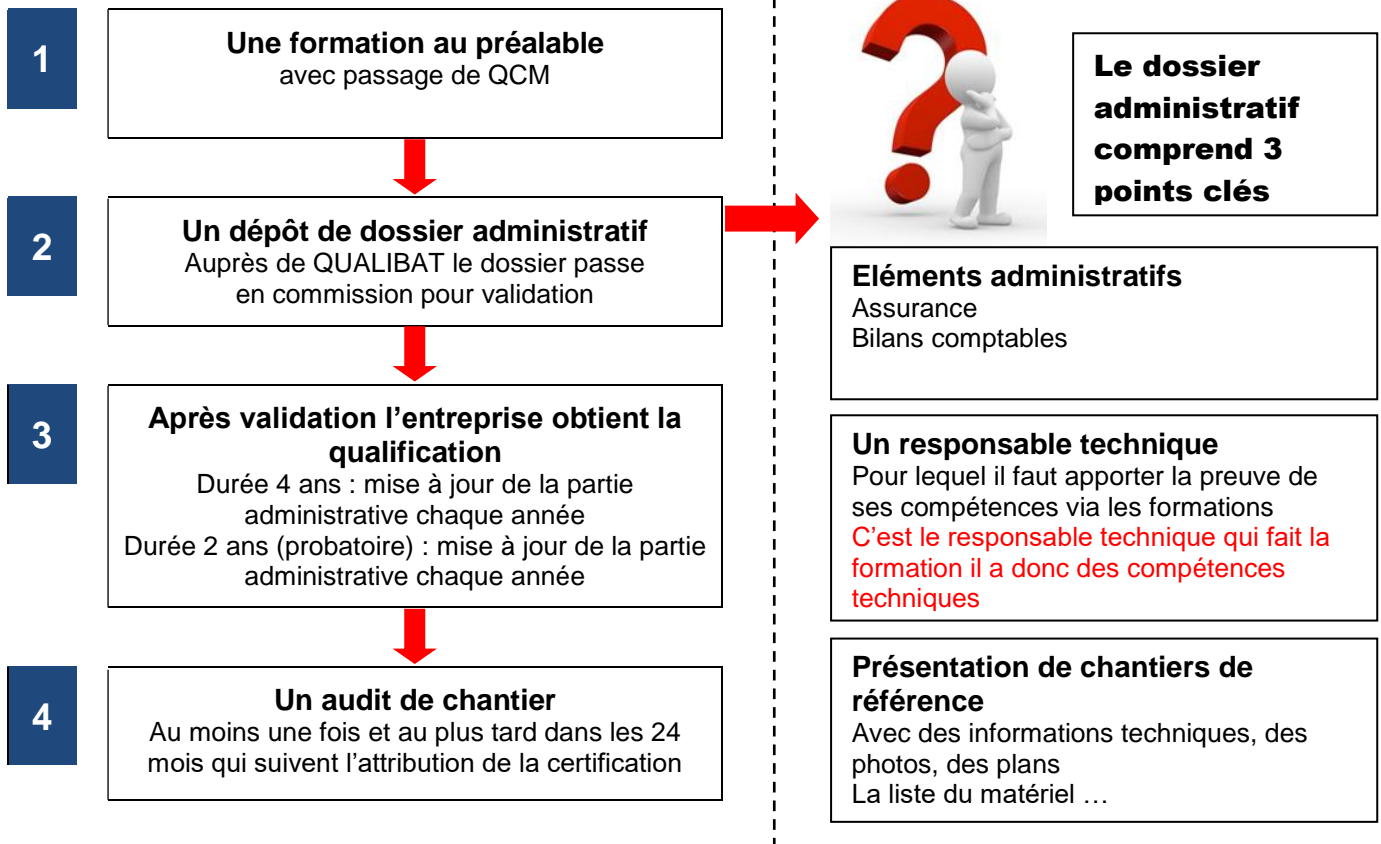 1
Une formation au préalable
avec passage de QCM
2
Un dépôt de dossier administratif
Auprès de QUALIBAT le dossier passe
en commission pour validation
3
Après validation l’entreprise obtient la
qualification
Durée 4 ans : mise à jour de la partie
administrative chaque année
Durée 2 ans (probatoire) : mise à jour de la partie
administrative chaque année
4
Un audit de chantier
Au moins une fois et au plus tard dans les 24
mois qui suivent l’attribution de la certification
Le dossier
administratif
comprend 3
points clés
Eléments administratifs
Assurance
Bilans comptables
Un responsable technique
Pour lequel il faut apporter la preuve de
ses compétences via les formations
C’est le responsable technique qui fait la
formation il a donc des compétences
techniques
Présentation de chantiers de
référence
Avec des informations techniques, des
photos, des plans
La liste du matériel …